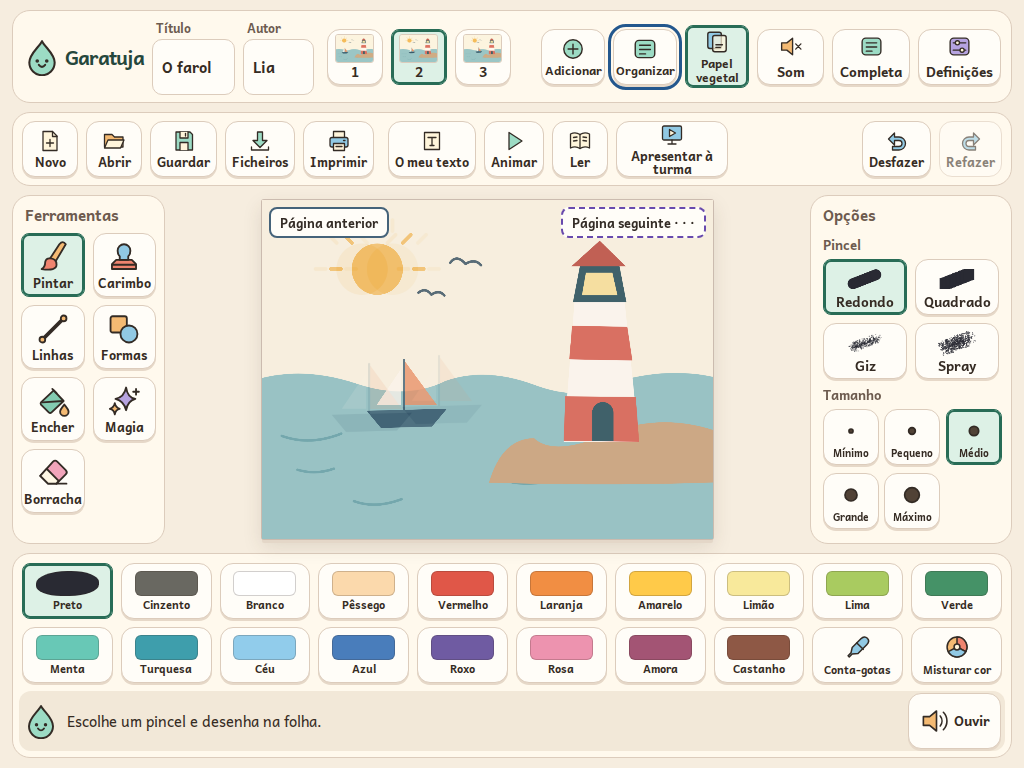 Garatuja
Título
O farol
Autor
Lia
1
2
3
Adicionar
Organizar
Papel
vegetal
Som
Completa
Definições
Novo
Abrir
Guardar
Ficheiros
Imprimir
O meu texto
Animar
Ler
Apresentar à
turma
Desfazer
Refazer
Ferramentas
Pintar
Carimbo
Linhas
Formas
Encher
Magia
Borracha
Página anterior
Página seguinte · · ·
Opções
Pincel
Redondo
Quadrado
Giz
Spray
Tamanho
Mínimo
Pequeno
Médio
Grande
Máximo
Preto
Cinzento
Branco
Pêssego
Vermelho
Laranja
Amarelo
Limão
Lima
Verde
Menta
Turquesa
Céu
Azul
Roxo
Rosa
Amora
Castanho
Conta-gotas
Misturar cor
Escolhe um pincel e desenha na folha.
Ouvir